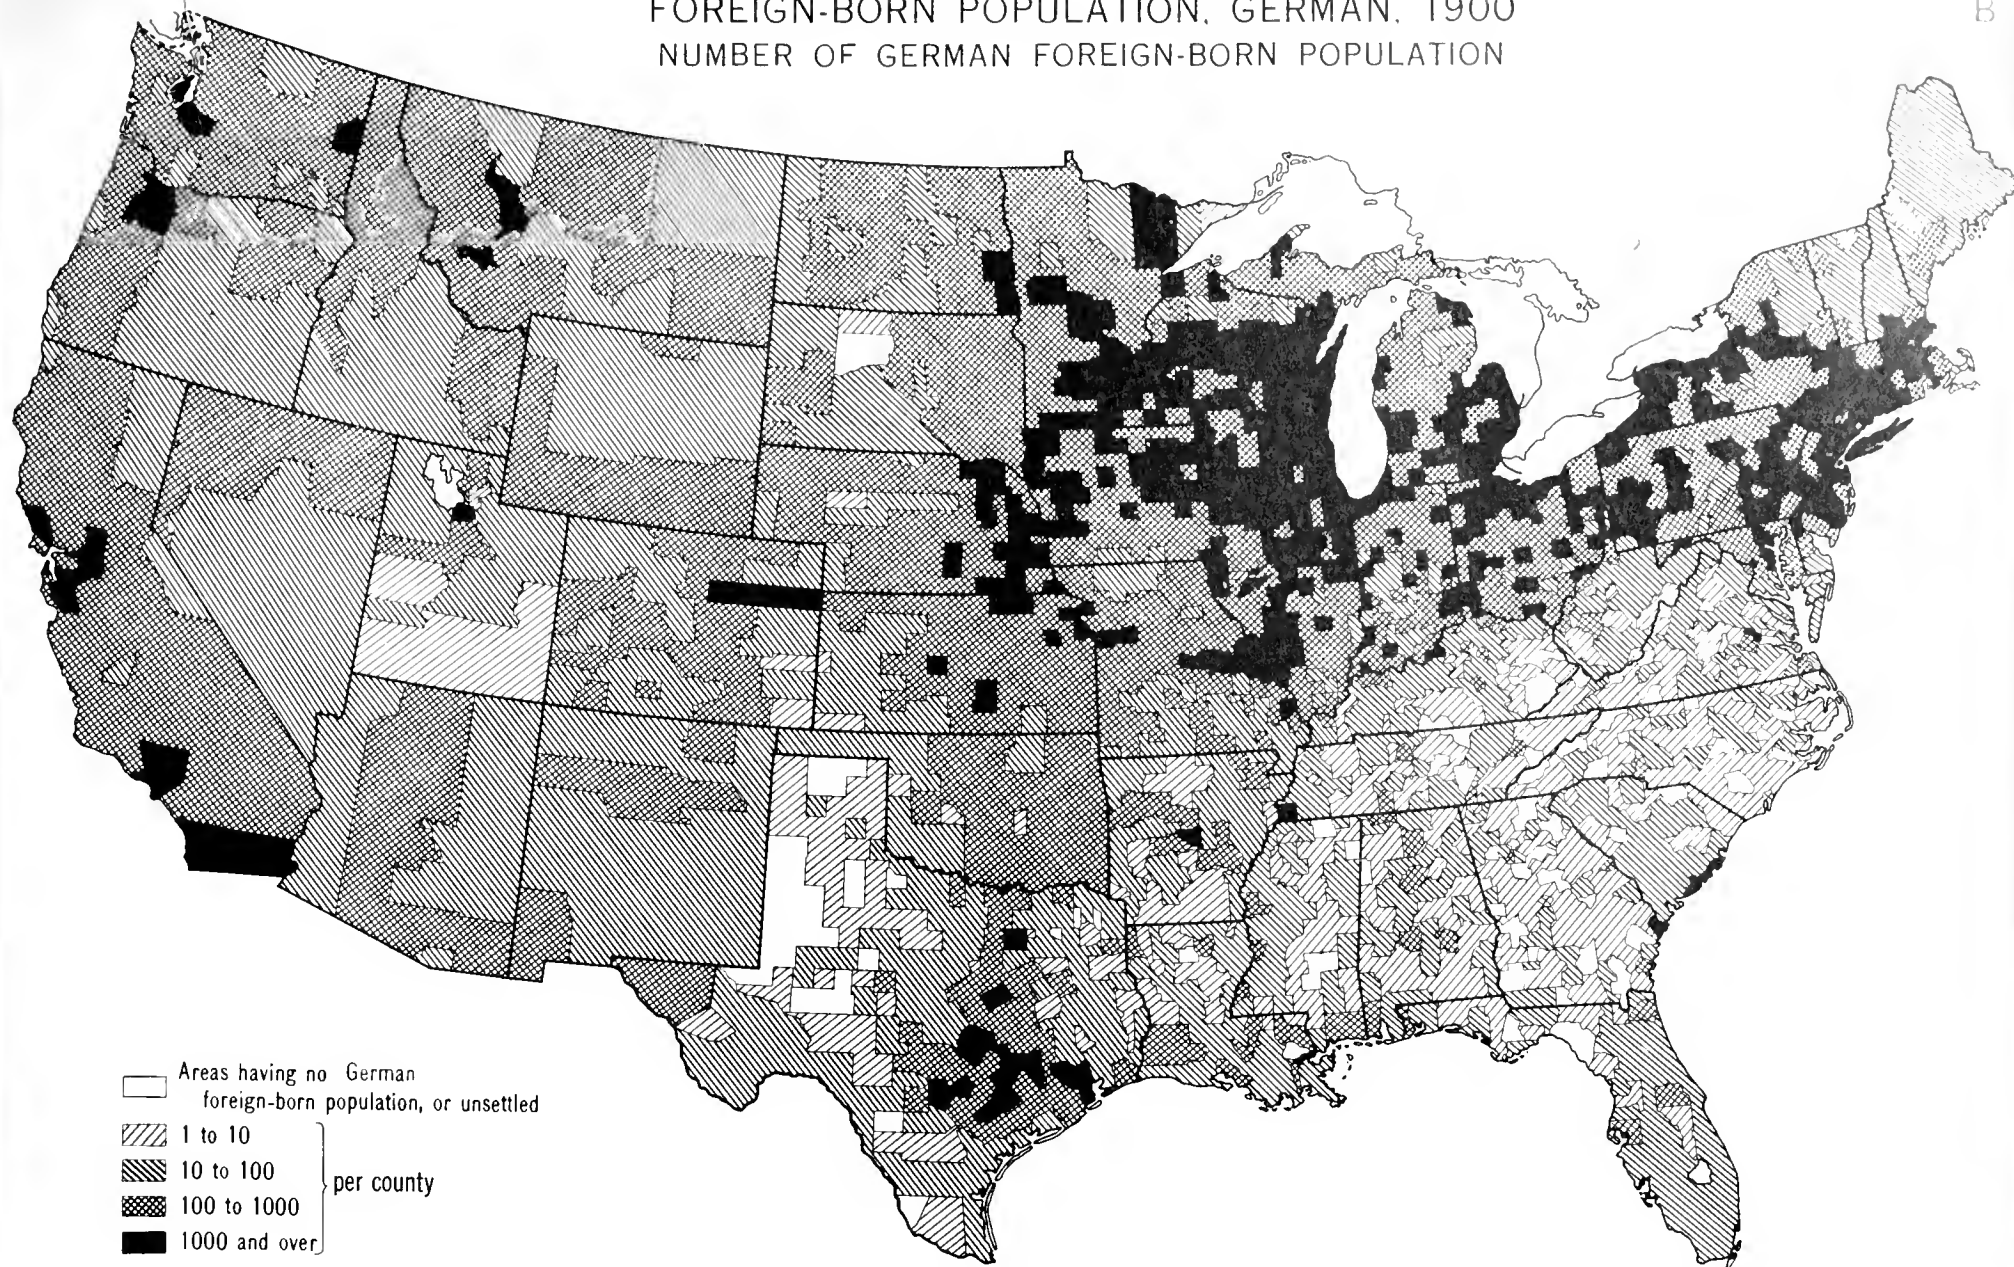 FOREIGN-BORN POPULATION, GERMAN, 1900
B
NUMBER OF GERMAN FOREIGN-BORN POPULATION
Areas having no German
foreign-born population, or unsettled
1 to 10
10 to 100
per county
100 to 1000
1000 and over